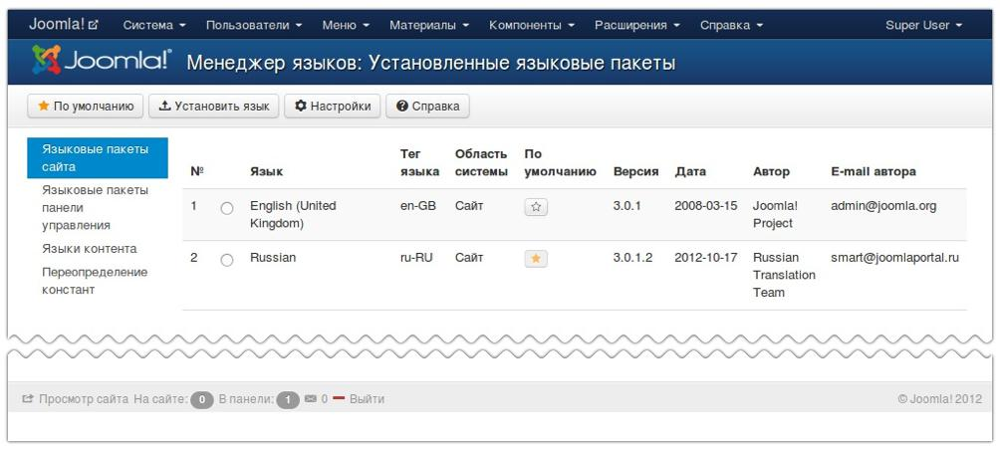 Joomla! Система Пользователи Меню Материалы Компоненты Расширения Справка Super User
Joomla!® Менеджер языков: Установленные языковые пакеты
По умолчанию Установить язык Настройки Справка
Языковые пакеты
сайта
Языковые пакеты
панели
управления
Языки контента
Переопределение
констант
№ Язык Тег языка Область системы По умолчанию Версия Дата Автор E-mail автора
1 English (United Kingdom) en-GB Сайт 3.0.1 2008-03-15 Joomla! Project admin@joomla.org
2 Russian ru-RU Сайт 3.0.1.2 2012-10-17 Russian Translation Team smart@joomlaportal.ru
Просмотр сайта На сайте: 0 В панели: 1 0 Выйти © Joomla! 2012